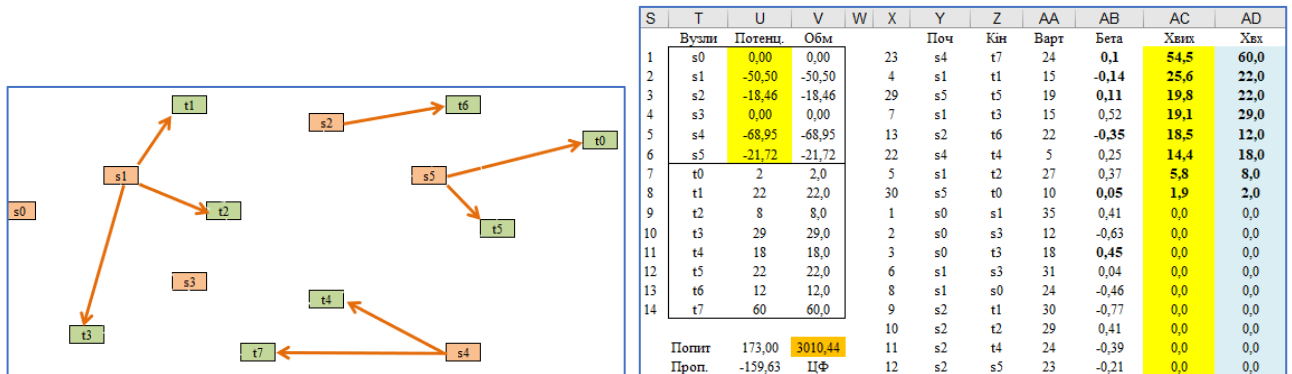 t1
t6
s2
t0
s1
s5
s0
t2
t5
s3
t4
t3
t7
s4
S T U V W X Y Z AA AB AC AD
Вузли Потенц. Обм Поч Кін Варт Бета Xвих Xвх
1 s0 0,00 0,00 23 s4 t7 24 0,1 54,5 60,0
2 s1 -50,50 -50,50 4 s1 t1 15 -0,14 25,6 22,0
3 s2 -18,46 -18,46 29 s5 t5 19 0,11 19,8 22,0
4 s3 0,00 0,00 7 s1 t3 15 0,52 19,1 29,0
5 s4 -68,95 -68,95 13 s2 t6 22 -0,35 18,5 12,0
6 s5 -21,72 -21,72 22 s4 t4 5 0,25 14,4 18,0
7 t0 2 2,0 5 s1 t2 27 0,37 5,8 8,0
8 t1 22 22,0 30 s5 t0 10 0,05 1,9 2,0
9 t2 8 8,0 1 s0 s1 35 0,41 0,0 0,0
10 t3 29 29,0 2 s0 s3 12 -0,63 0,0 0,0
11 t4 18 18,0 3 s0 t3 18 0,45 0,0 0,0
12 t5 22 22,0 6 s1 s3 31 0,04 0,0 0,0
13 t6 12 12,0 8 s1 s0 24 -0,46 0,0 0,0
14 t7 60 60,0 9 s2 t1 30 -0,77 0,0 0,0
10 s2 t2 29 0,41 0,0 0,0
Попит 173,00 3010,44 11 s2 t4 24 -0,39 0,0 0,0
Проп. -159,63 ЦФ 12 s2 s5 23 -0,21 0,0 0,0